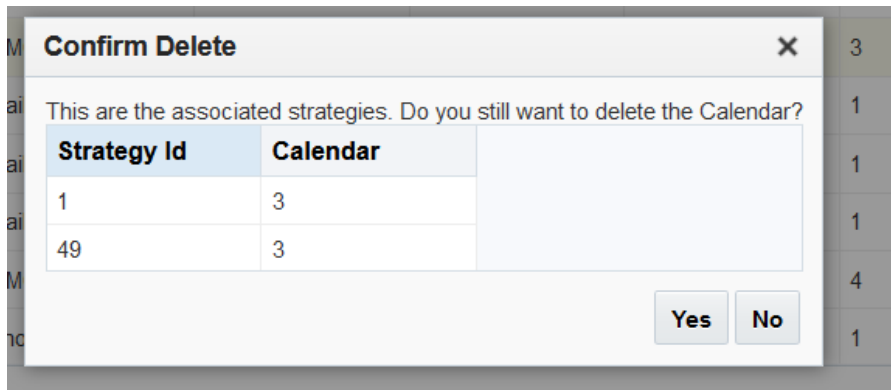 Confirm Delete
3
This are the associated strategies. Do you still want to delete the Calendar?
1
Strategy Id Calendar
1
1 3
1
49 3
4
Yes No
1